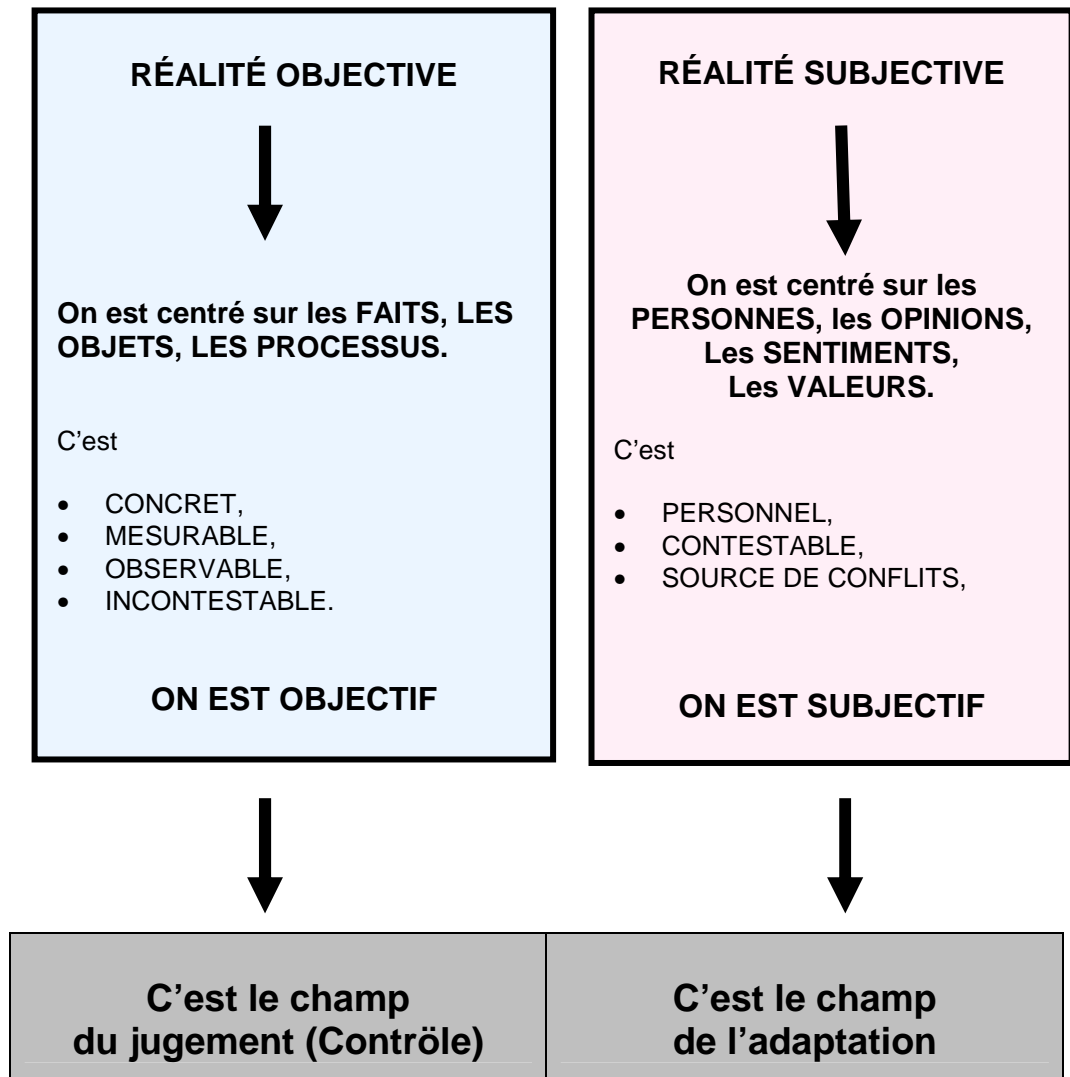 RÉALITÉ OBJECTIVE
On est centré sur les FAITS, LES
OBJETS, LES PROCESSUS.
C’est
• CONCRET,
• MESURABLE,
• OBSERVABLE,
• INCONTESTABLE.
ON EST OBJECTIF
RÉALITÉ SUBJECTIVE
On est centré sur les
PERSONNES, les OPINIONS,
Les SENTIMENTS,
Les VALEURS.
C’est
• PERSONNEL,
• CONTESTABLE,
• SOURCE DE CONFLITS,
ON EST SUBJECTIF
C’est le champ
du jugement (Contröle)
C’est le champ
de l’adaptation